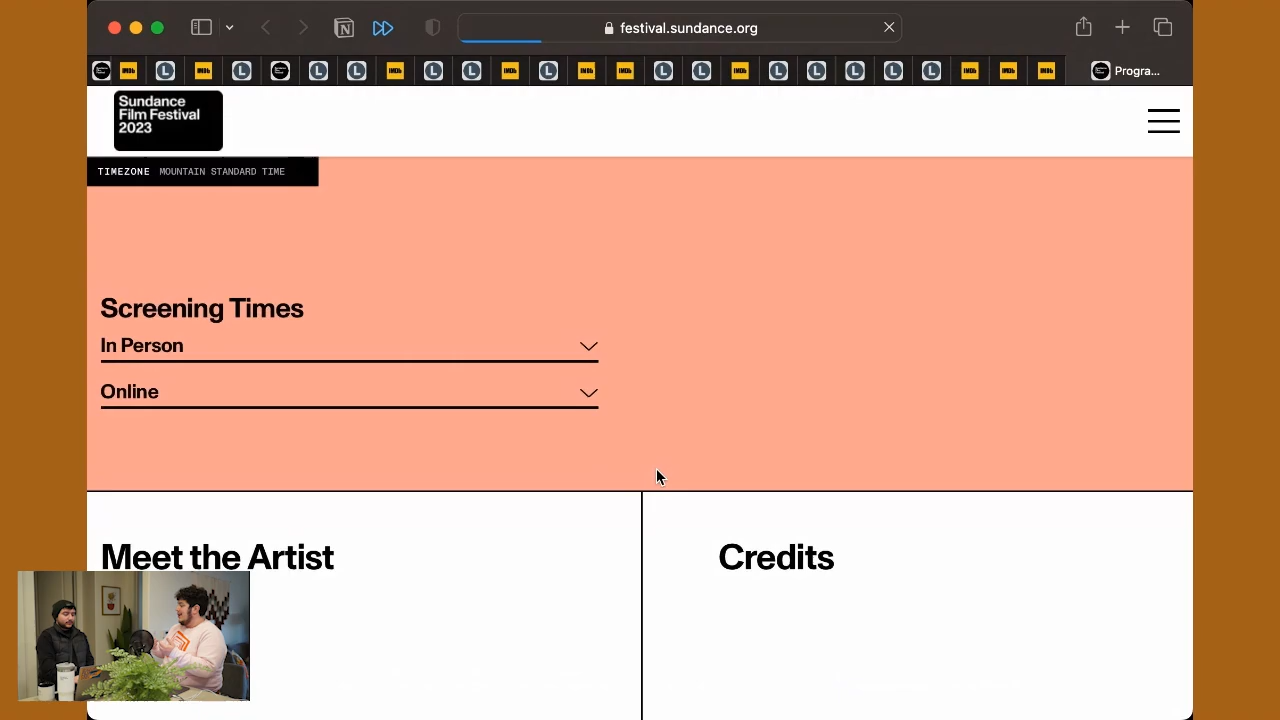 festival.sundance.org
Progra...
Sundance
Film Festival
2023
TIMEZONE MOUNTAIN STANDARD TIME
Screening Times
In Person
Online
Meet the Artist
Credits